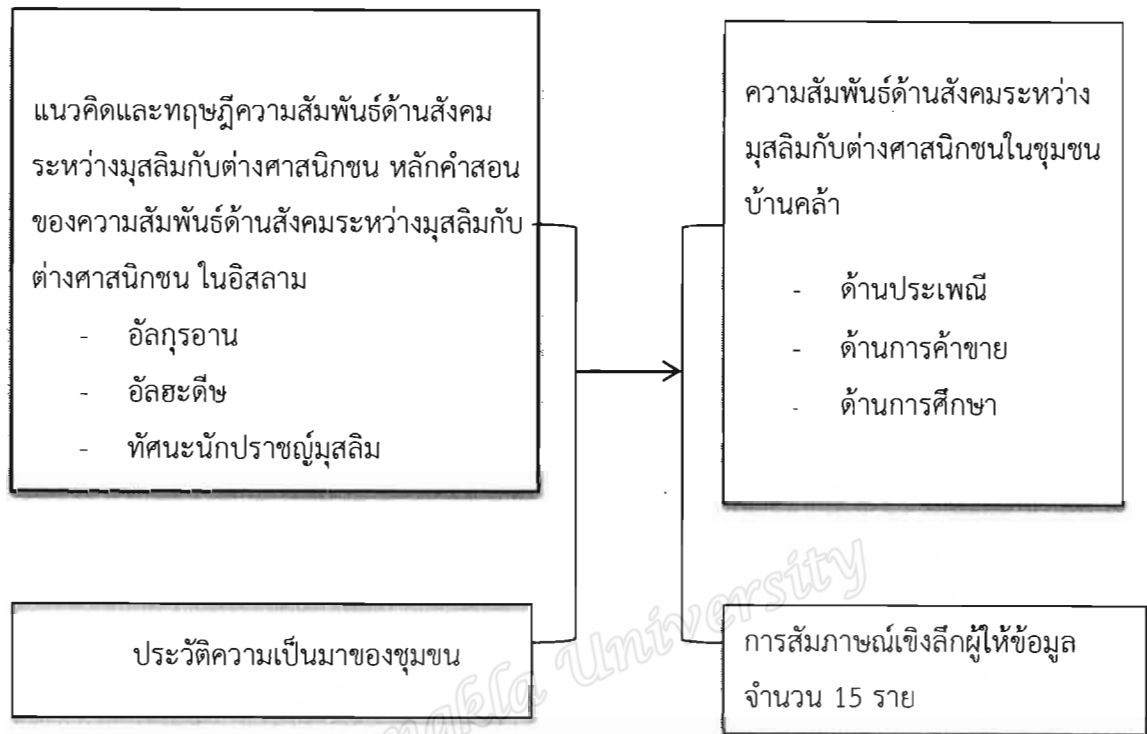 แนวคิดและทฤษฎีความสัมพันธ์ด้านสังคม
ระหว่างมุสลิมกับต่างศาสนิกชน หลักคำสอน
ของความสัมพันธ์ด้านสังคมระหว่างมุสลิมกับ
ต่างศาสนิกชน ในอิสลาม
- อัลกุรอาน
- อัลฮะดีษ
- ทัศนะนักปราชญ์มุสลิม
ประวัติความเป็นมาของชุมขน
ความสัมพันธ์ด้านสังคมระหว่าง
มุสลิมกับต่างศาสนิกชนในชุมชน
บ้านคล้า
- ด้านประเพณี
- ด้านการค้าขาย
- ด้านการศึกษา
การสัมภาษณ์เชิงลึกผู้ให้ข้อมูล
จำนวน 15 ราย
University